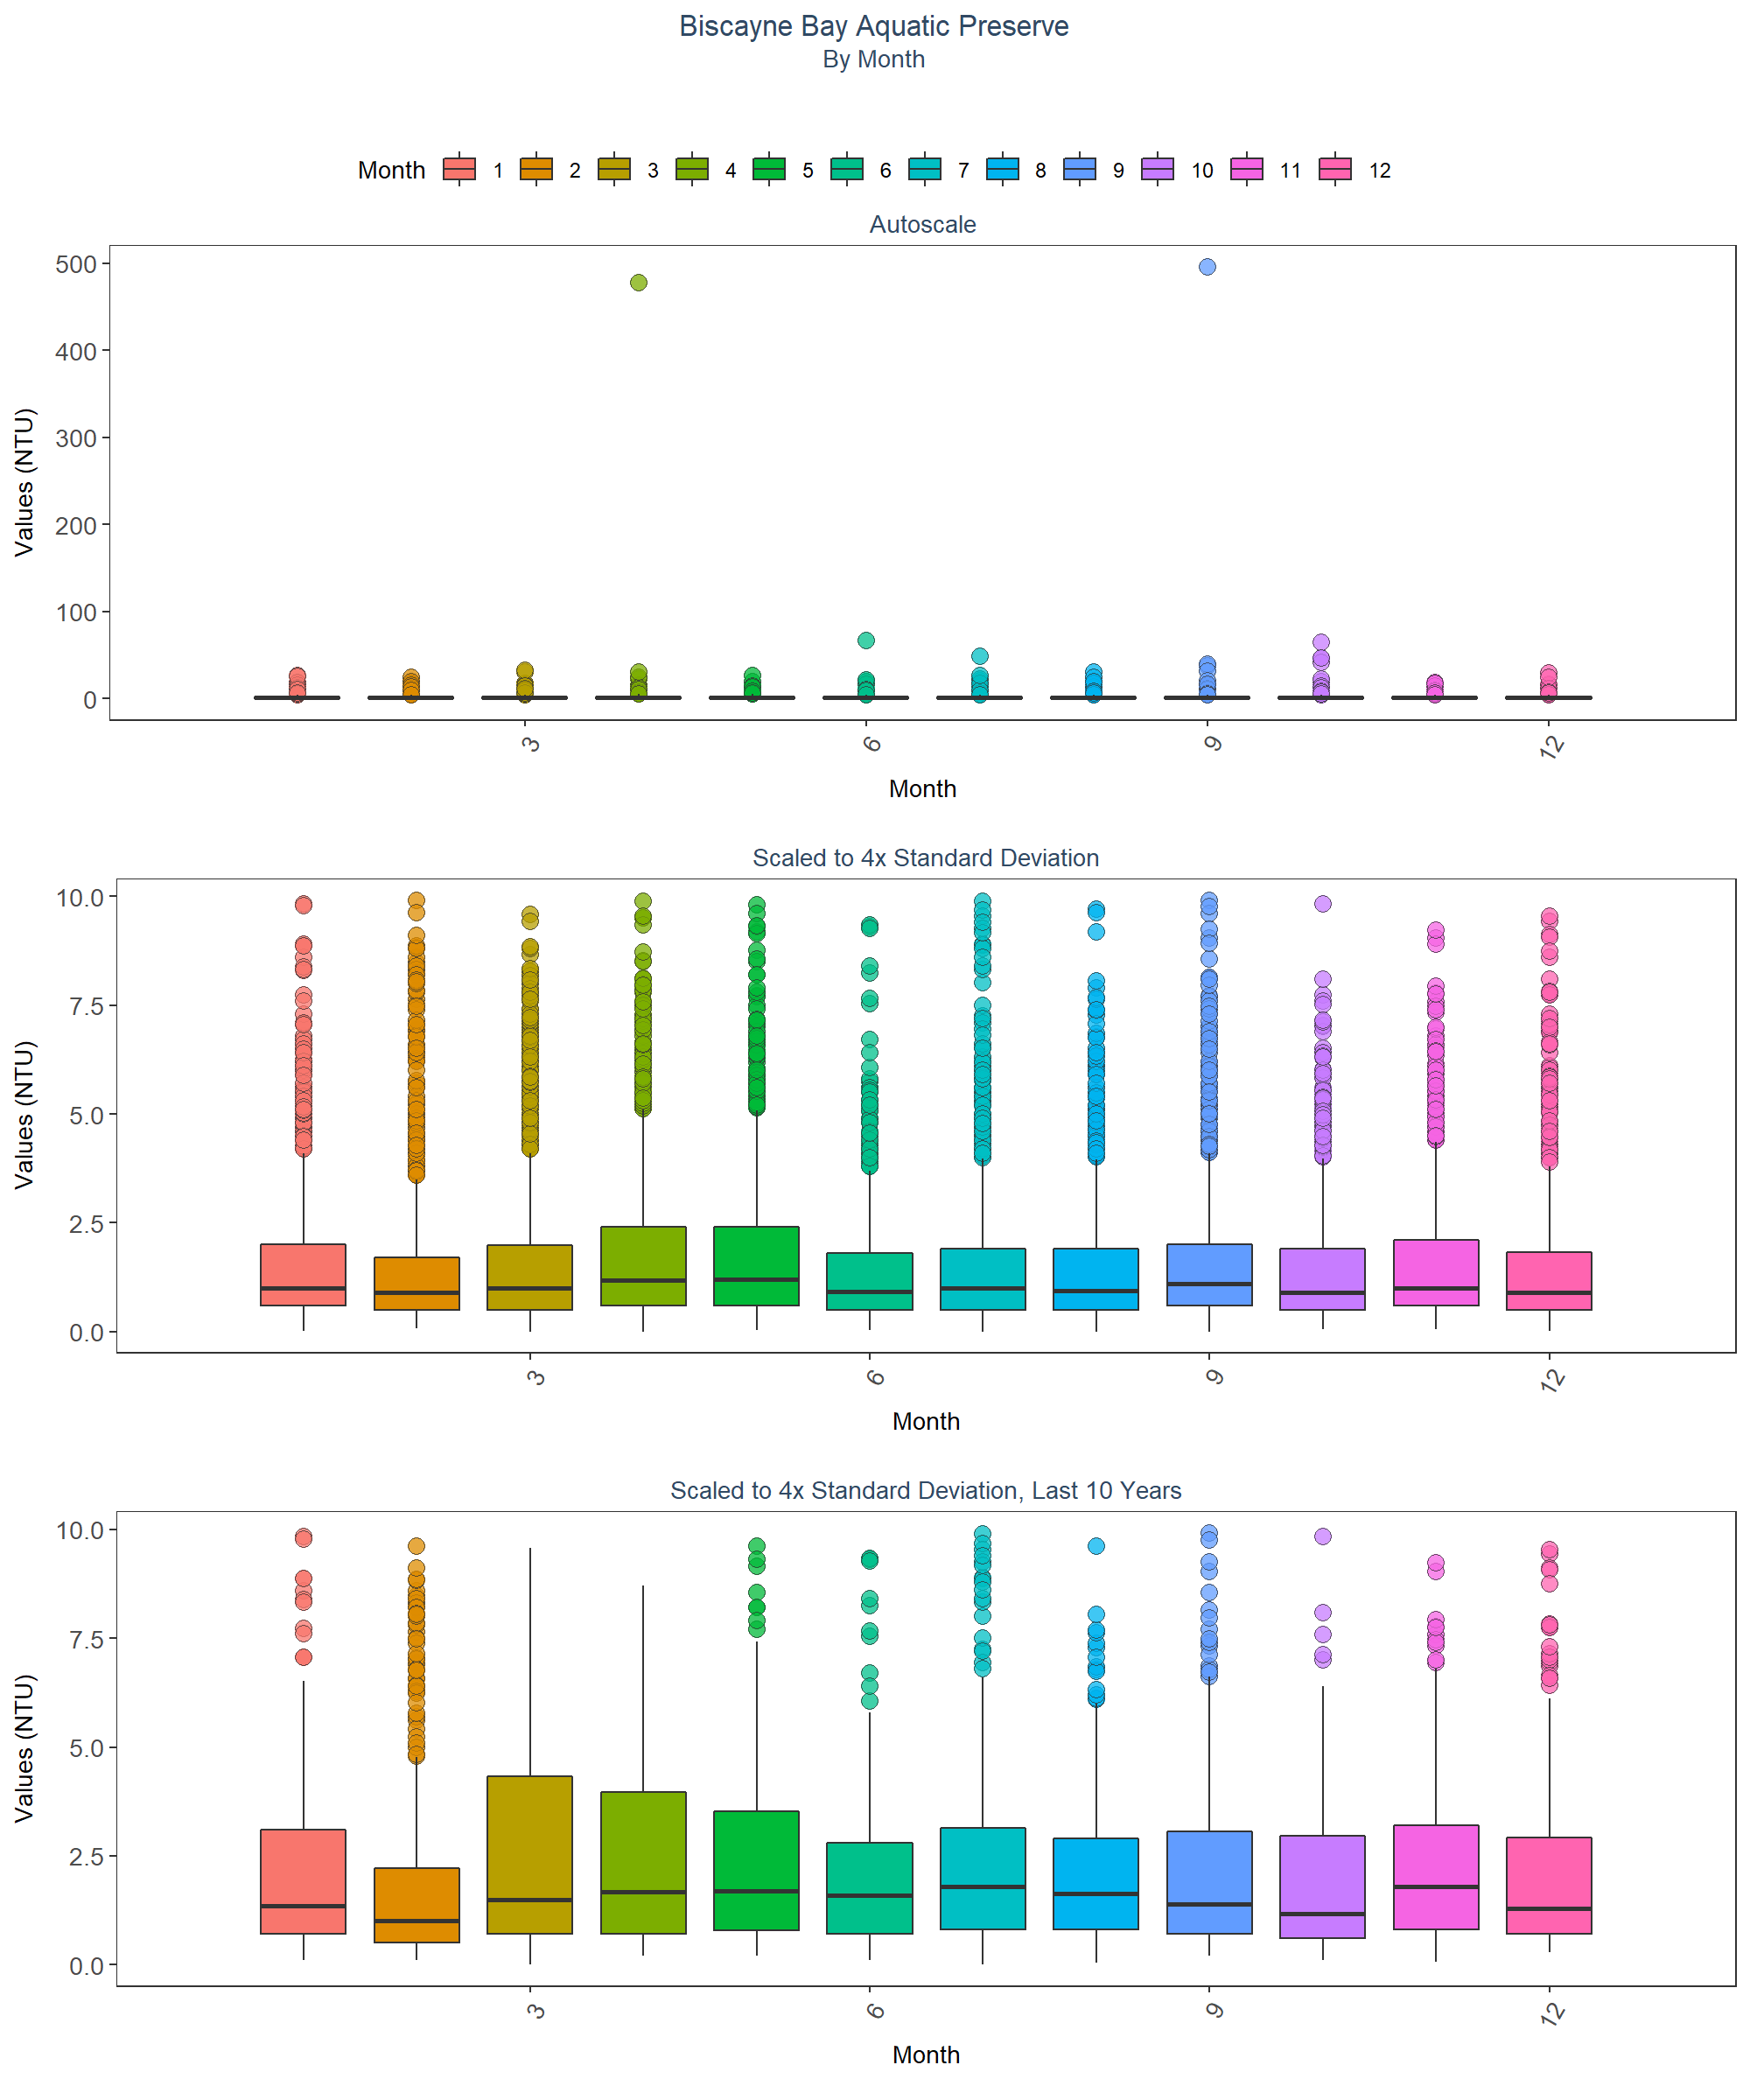 Biscayne Bay Aquatic Preserve
By Month
Month 1 2 3 4 5 6 7 8 9 10 11 12
Autoscale
Values (NTU)
500
400
300
200
100
0
3 6 9 12
Month
Scaled to 4x Standard Deviation
Values (NTU)
10.0
7.5
5.0
2.5
0.0
3 6 9 12
Month
Scaled to 4x Standard Deviation, Last 10 Years
Values (NTU)
10.0
7.5
5.0
2.5
0.0
3 6 9 12
Month